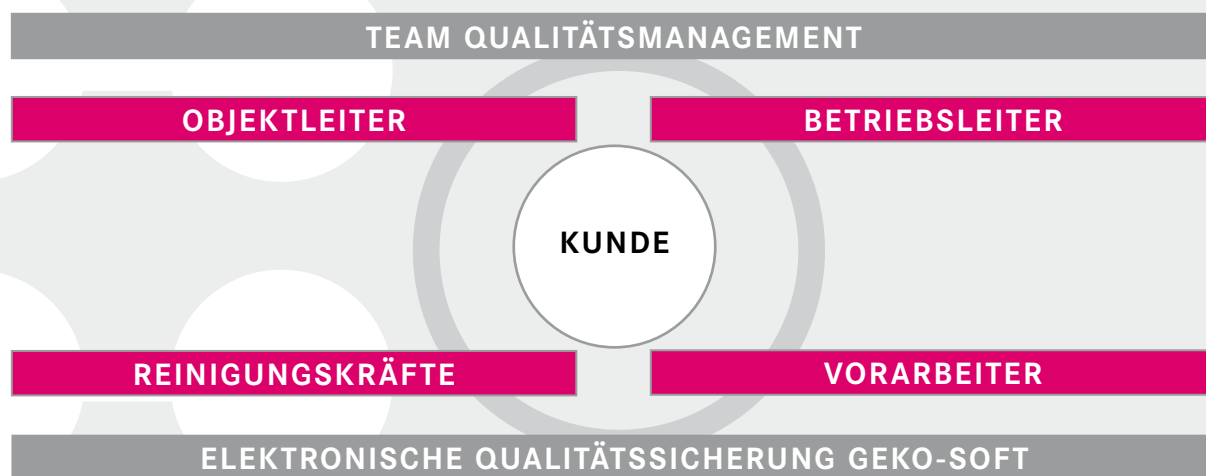 TEAM QUALITÄTSMANAGEMENT
OBJEKTLEITER
BETRIEBSLEITER
KUNDE
REINIGUNGSKRÄFTE
VORARBEITER
ELEKTRONISCHE QUALITÄTSSICHERUNG GEKO-SOFT